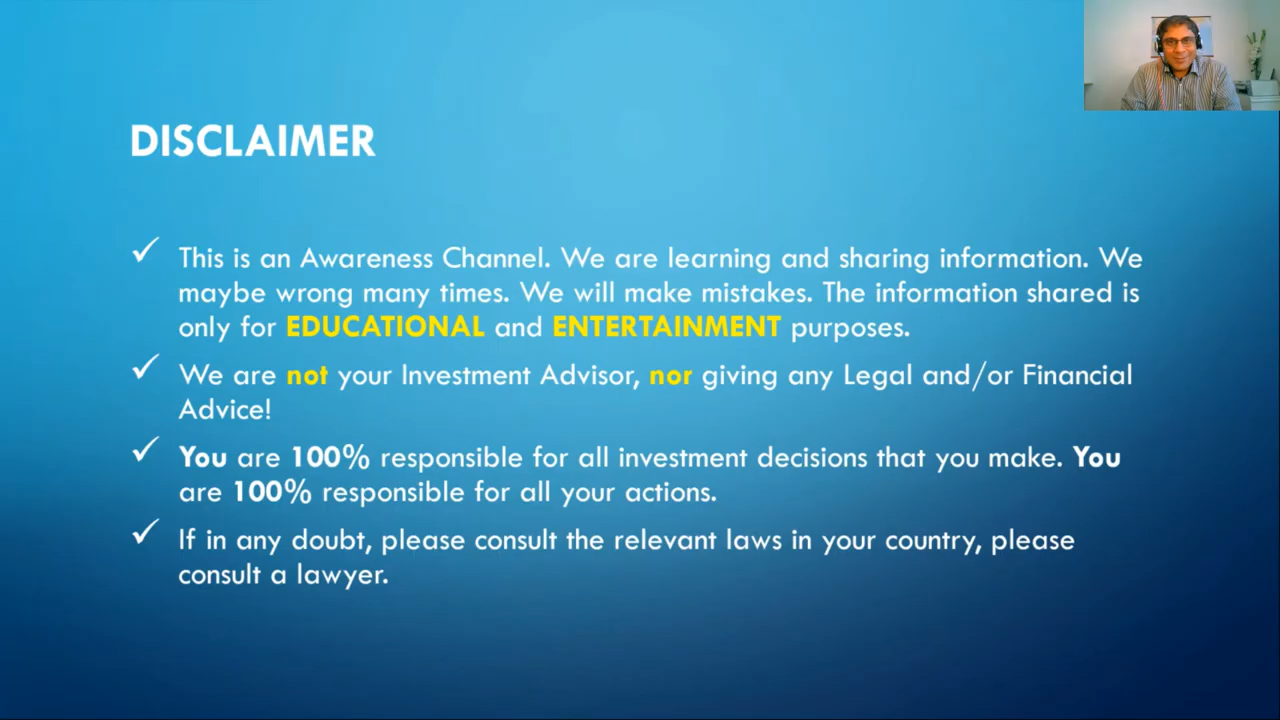 DISCLAIMER
This is an Awareness Channel. We are learning and sharing information. We
maybe wrong many times. We will make mistakes. The information shared is
only for EDUCATIONAL and ENTERTAINMENT purposes.
We are not your Investment Advisor, nor giving any Legal and/or Financial
Advice!
You are 100% responsible for all investment decisions that you make. You
are 100% responsible for all your actions.
If in any doubt, please consult the relevant laws in your country, please
consult a lawyer.